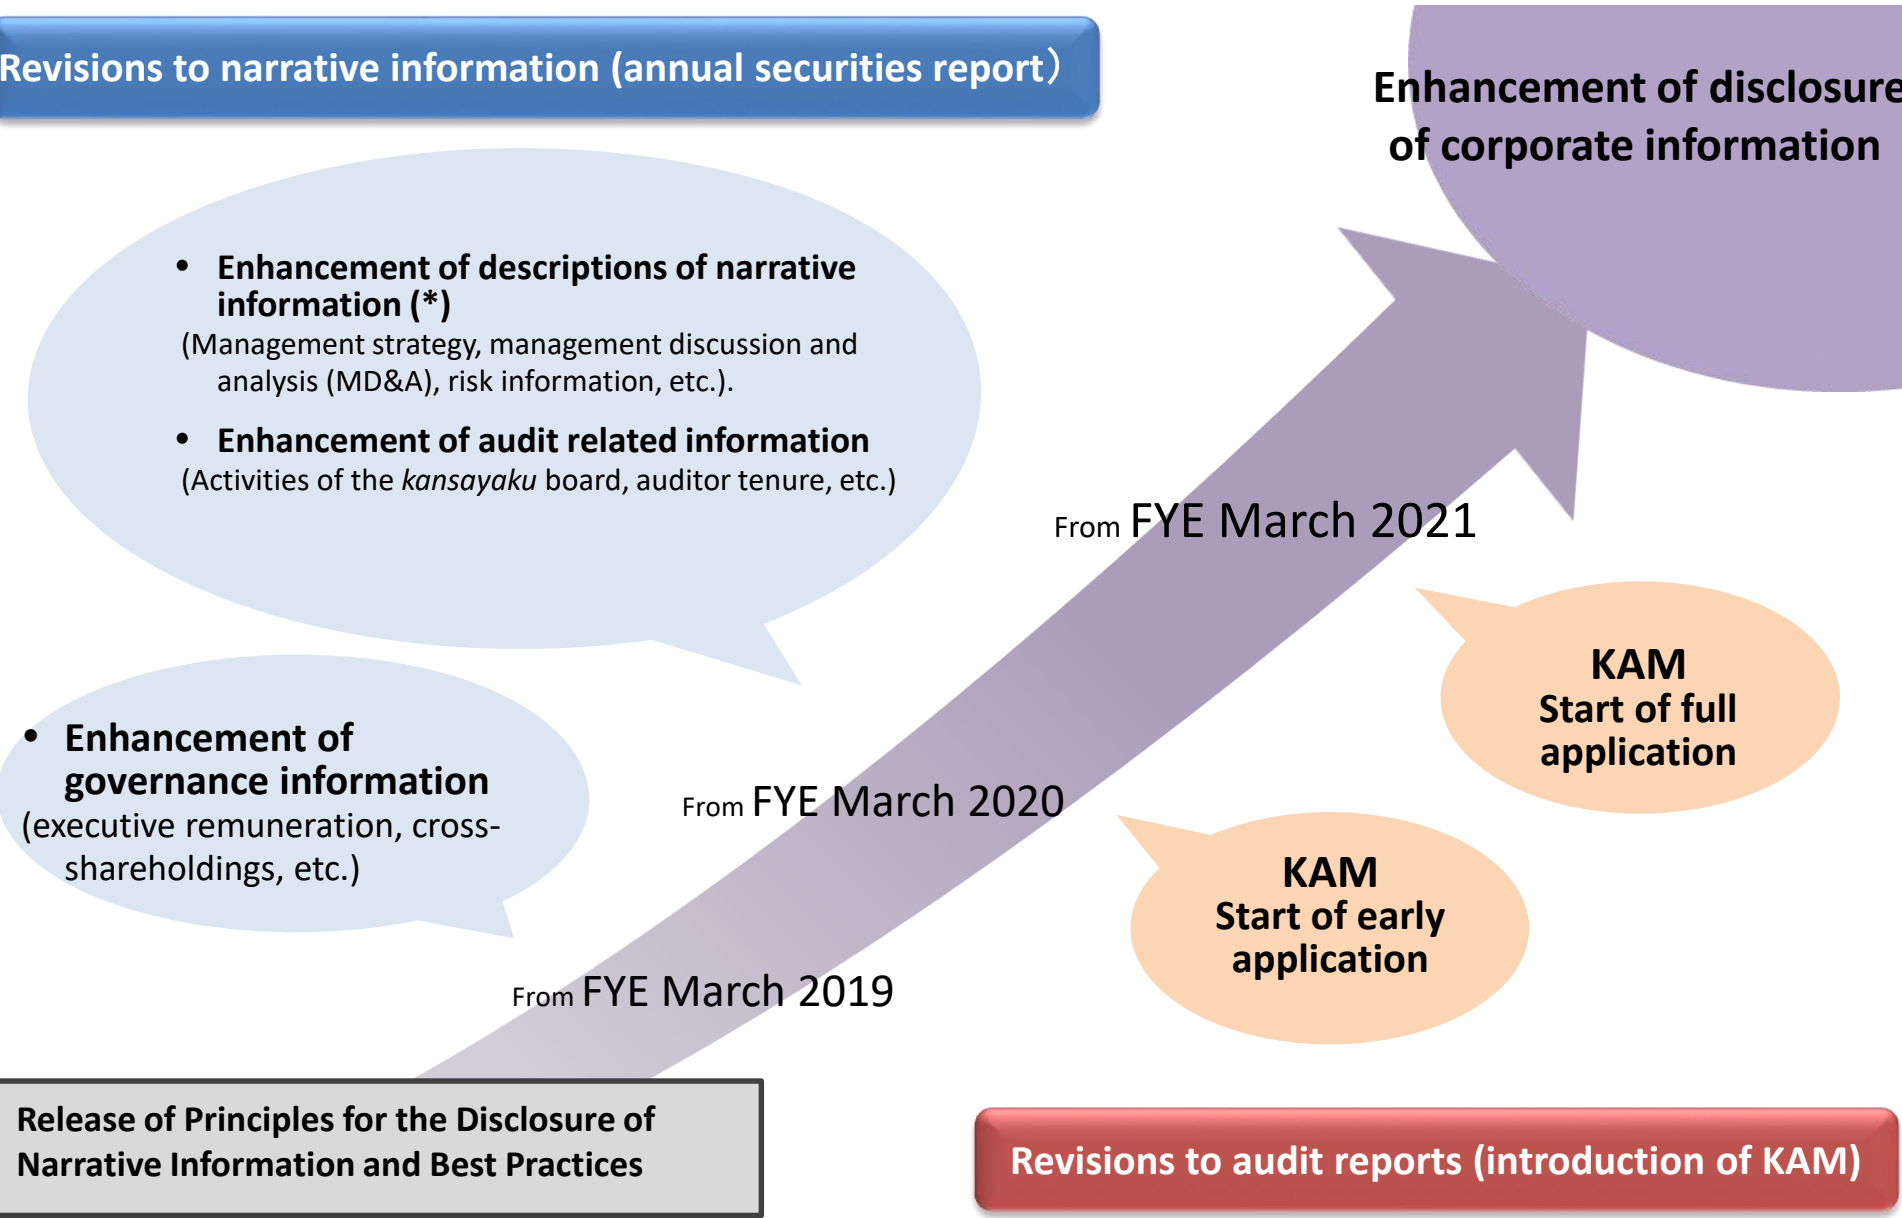 Revisions to narrative information (annual securities report）
Enhancement of disclosure
of corporate information
• Enhancement of descriptions of narrative
information (*)
(Management strategy, management discussion and
analysis (MD&A), risk information, etc.).
• Enhancement of audit related information
(Activities of the kansayaku board, auditor tenure, etc.)
From FYE March 2021
KAM
Start of full
application
• Enhancement of
governance information
(executive remuneration, cross-
shareholdings, etc.)
From FYE March 2020
KAM
Start of early
application
From FYE March 2019
Release of Principles for the Disclosure of
Narrative Information and Best Practices
Revisions to audit reports (introduction of KAM)